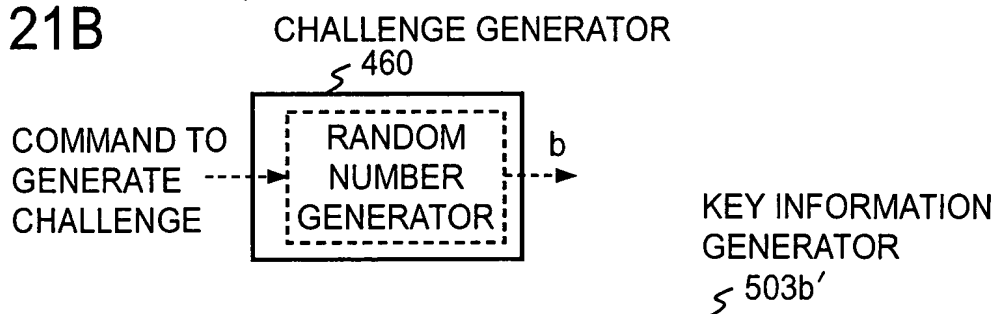 21B
CHALLENGE GENERATOR
460
COMMAND TO
GENERATE
CHALLENGE
RANDOM
NUMBER
GENERATOR
b
KEY INFORMATION
GENERATOR
503b′